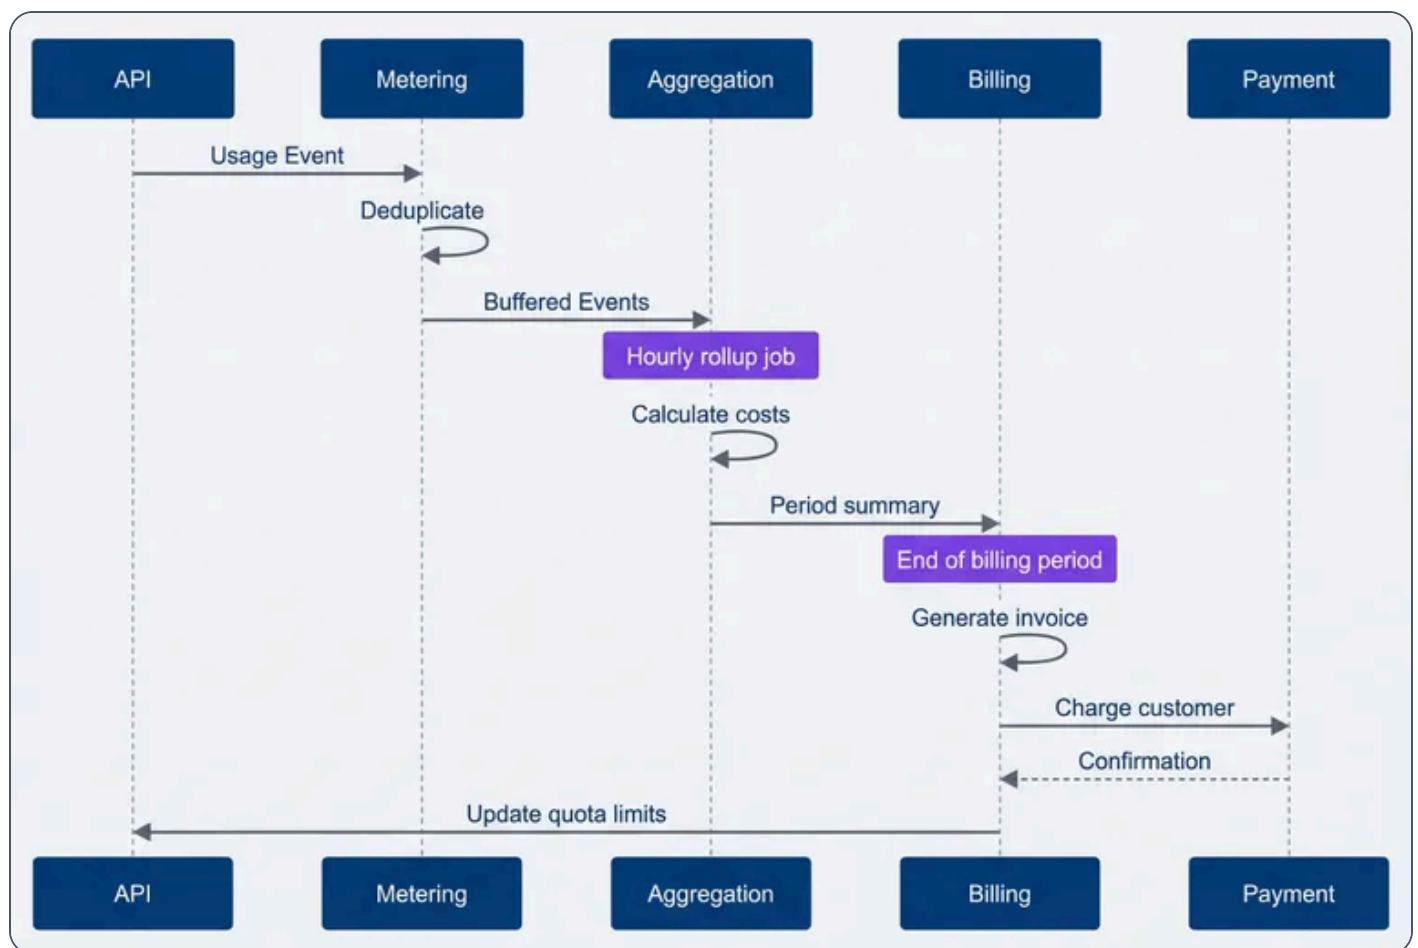 API
Metering
Aggregation
Billing
Payment
Usage Event
Deduplicate
Buffered Events
Hourly rollup job
Calculate costs
Period summary
End of billing period
Generate invoice
Charge customer
Confirmation
Update quota limits
API
Metering
Aggregation
Billing
Payment